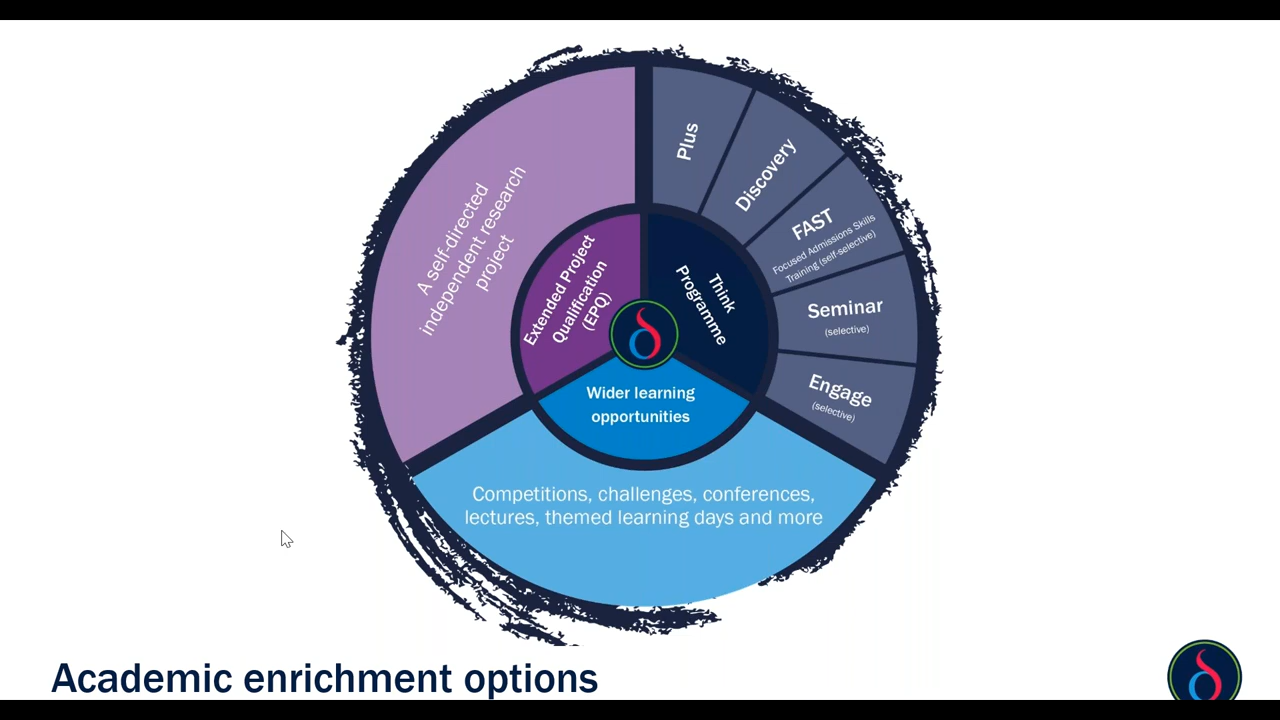 A self-directed
independent research
project
Extended Project
Qualification
(EPQ)
Think
Programme
Plus
Discovery
FAST
Focused Admissions Skills
Training (self-selective)
Seminar
(selective)
Engage
(selective)
Wider learning
opportunities
Competitions, challenges, conferences,
lectures, themed learning days and more
Academic enrichment options